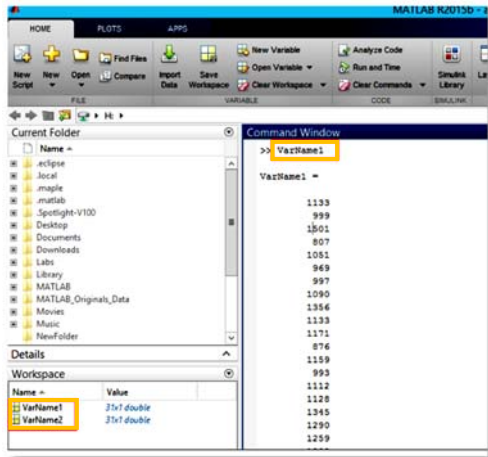 MATLAB R2015b - a
HOME PLOTS APPS
New Script
New
Open
Find Files
Compare
Import Data
Save Workspace
New Variable
Open Variable
Clear Workspace
Analyze Code
Run and Time
Clear Commands
Simulink Library
La
FILE VARIABLE CODE SIMULINK
H:
Current Folder
Name
.eclipse
.local
.maple
.matlab
.Spotlight-V100
Desktop
Documents
Downloads
Labs
Library
MATLAB
MATLAB_Originals_Data
Movies
Music
NewFolder
Details
Workspace
Name Value
VarName1 31x1 double
VarName2 31x1 double
Command Window
>> VarName1
VarName1 =
1133
999
1501
807
1051
969
997
1090
1356
1133
1171
876
1159
993
1112
1128
1345
1290
1259